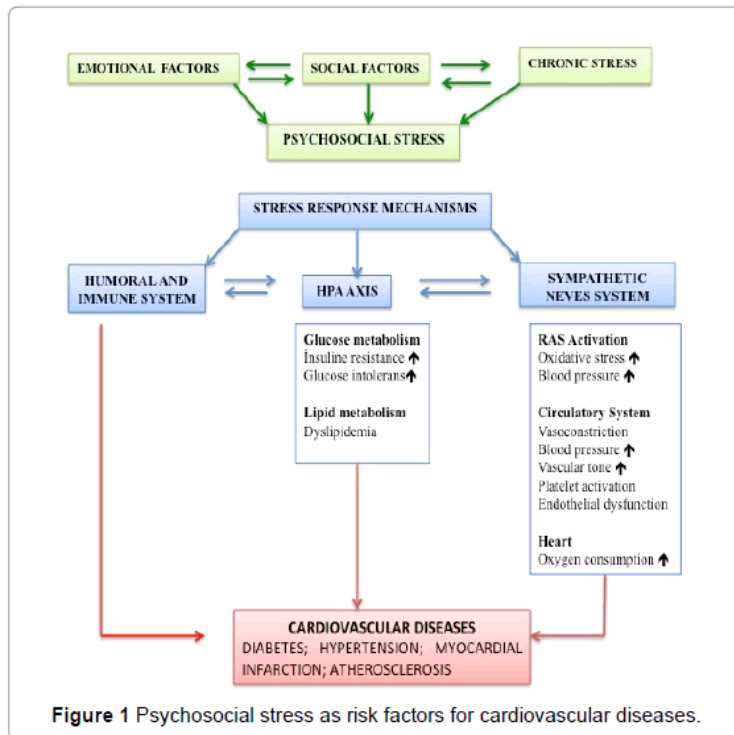 EMOTIONAL FACTORS
SOCIAL FACTORS
CHRONIC STRESS
PSYCHOSOCIAL STRESS
STRESS RESPONSE MECHANISMS
HUMORAL AND
IMMUNE SYSTEM
HPA AXIS
SYMPATHETIC
NEVES SYSTEM
Glucose metabolism
İnsuline resistance ↑
Glucose intolerans↑
Lipid metabolism
Dyslipidemia
RAS Activation
Oxidative stress ↑
Blood pressure ↑
Circulatory System
Vasoconstriction
Blood pressure ↑
Vascular tone ↑
Platelet activation
Endothelial dysfunction
Heart
Oxygen consumption ↑
CARDIOVASCULAR DISEASES
DIABETES; HYPERTENSION; MYOCARDIAL
INFARCTION; ATHEROSCLEROSIS
Figure 1 Psychosocial stress as risk factors for cardiovascular diseases.